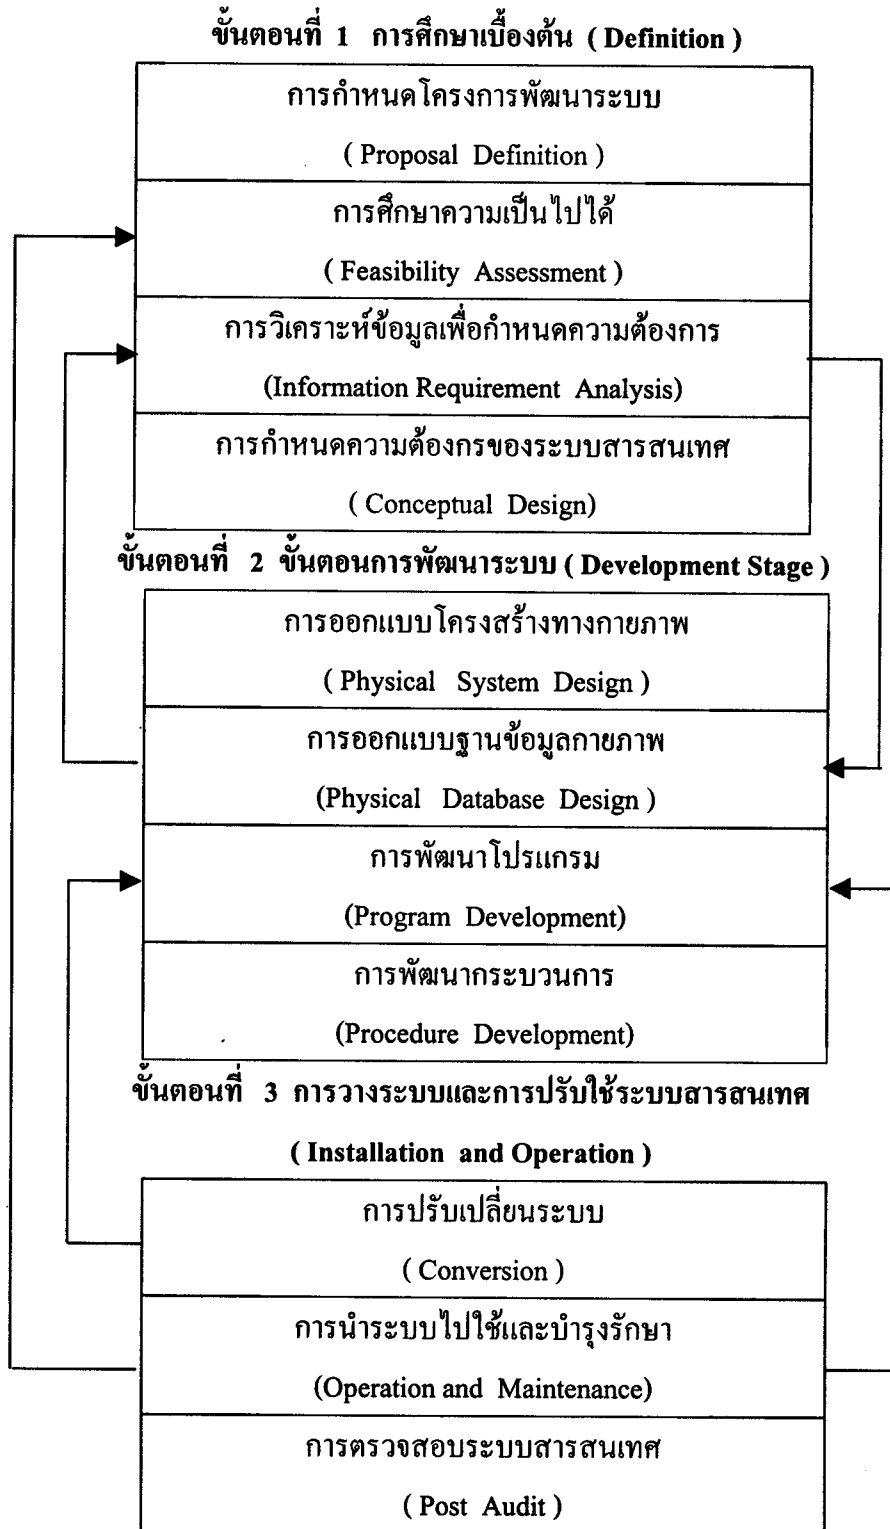 ขั้นตอนที่ 1 การศึกษาเบื้องต้น ( Definition )
การกำหนดโครงการพัฒนาระบบ
( Proposal Definition )
การศึกษาความเป็นไปได้
( Feasibility Assessment )
การวิเคราะห์ข้อมูลเพื่อกำหนดความต้องการ
(Information Requirement Analysis)
การกำหนดความต้องกรของระบบสารสนเทศ
( Conceptual Design)
ขั้นตอนที่ 2 ขั้นตอนการพัฒนาระบบ ( Development Stage )
การออกแบบโครงสร้างทางกายภาพ
( Physical System Design )
การออกแบบฐานข้อมูลกายภาพ
(Physical Database Design )
การพัฒนาโปรแกรม
(Program Development)
การพัฒนากระบวนการ
(Procedure Development)
ขั้นตอนที่ 3 การวางระบบและการปรับใช้ระบบสารสนเทศ
( Installation and Operation )
การปรับเปลี่ยนระบบ
( Conversion )
การนำระบบไปใช้และบำรุงรักษา
(Operation and Maintenance)
การตรวจสอบระบบสารสนเทศ
( Post Audit )